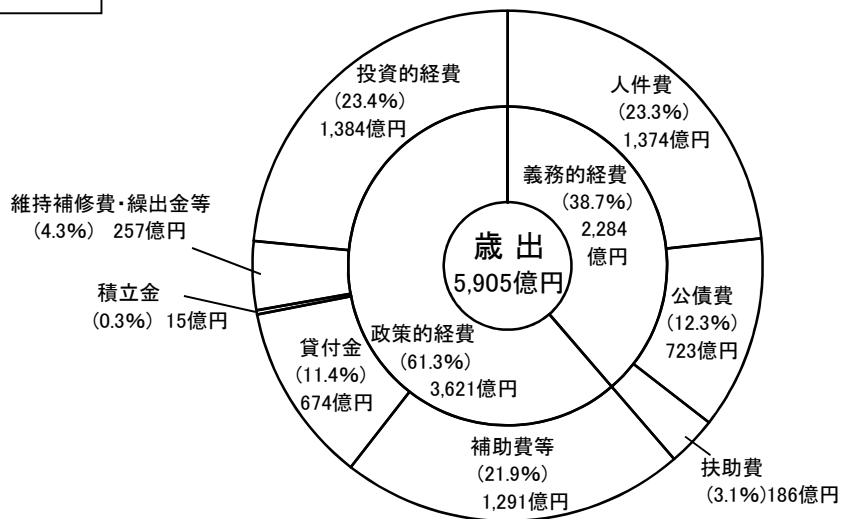 投資的経費
(23.4%)
1,384億円
人件費
(23.3%)
1,374億円
義務的経費
(38.7%)
2,284
億円
維持補修費・繰出金等
(4.3%) 257億円
歳 出
5,905億円
積立金
(0.3%) 15億円
公債費
(12.3%)
723億円
貸付金
(11.4%)
674億円
政策的経費
(61.3%)
3,621億円
補助費等
(21.9%)
1,291億円
扶助費
(3.1%)186億円